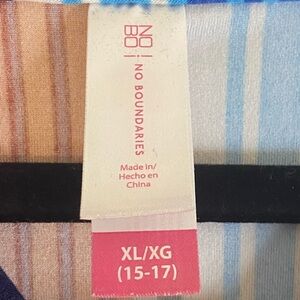 NO
BO
NO BOUNDARIES
Made in/
Hecho en
China
XL/XG
(15-17)